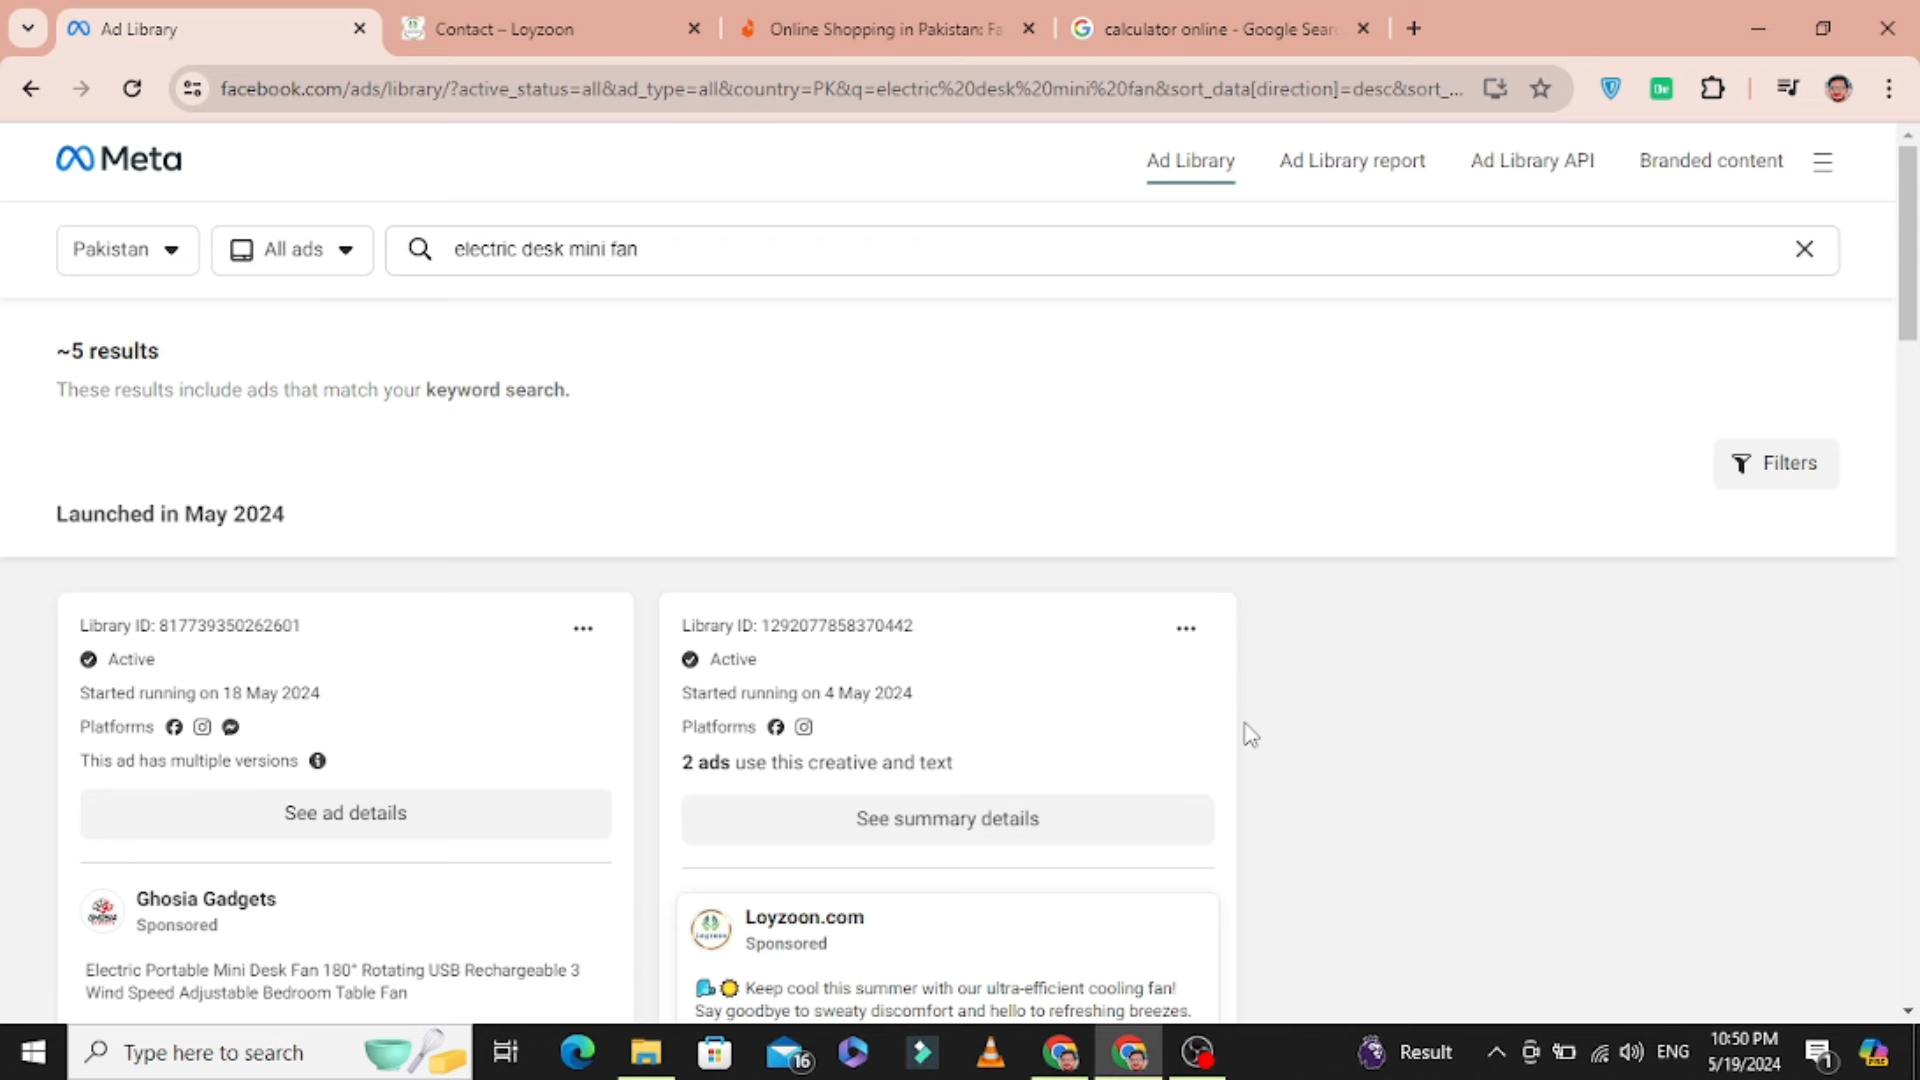 Ad Library
Contact – Loyzoon
Online Shopping in Pakistan: Fa
calculator online - Google Sear
facebook.com/ads/library/?active_status=all&ad_type=all&country=PK&q=electric%20desk%20mini%20fan&sort_data[direction]=desc&sort_...
De
Meta
Ad Library
Ad Library report
Ad Library API
Branded content
Pakistan
All ads
electric desk mini fan
~5 results
These results include ads that match your keyword search.
Filters
Launched in May 2024
Library ID: 817739350262601
Active
Started running on 18 May 2024
Platforms
This ad has multiple versions
See ad details
Ghosia Gadgets
Sponsored
Electric Portable Mini Desk Fan 180° Rotating USB Rechargeable 3
Wind Speed Adjustable Bedroom Table Fan
Library ID: 1292077858370442
Active
Started running on 4 May 2024
Platforms
2 ads use this creative and text
See summary details
Loyzoon.com
Sponsored
Keep cool this summer with our ultra-efficient cooling fan!
Say goodbye to sweaty discomfort and hello to refreshing breezes.
Type here to search
16
Result
ENG
10:50 PM
5/19/2024
1